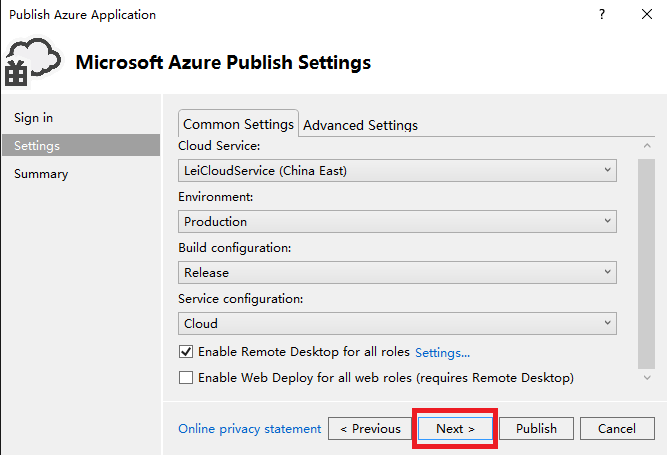 Publish Azure Application
?
Microsoft Azure Publish Settings
Sign in
Settings
Summary
Common Settings
Advanced Settings
Cloud Service:
LeiCloudService (China East)
Environment:
Production
Build configuration:
Release
Service configuration:
Cloud
Enable Remote Desktop for all roles Settings...
Enable Web Deploy for all web roles (requires Remote Desktop)
Online privacy statement
< Previous
Next >
Publish
Cancel